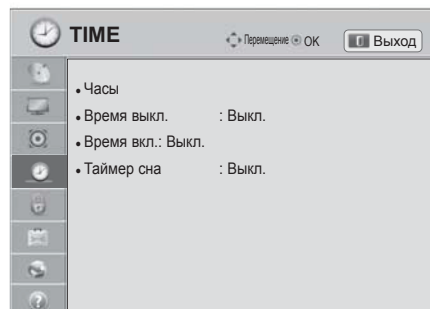 TIME Перемещение OK Выход
• Часы
• Время выкл. : Выкл.
• Время вкл.: Выкл.
• Таймер сна : Выкл.